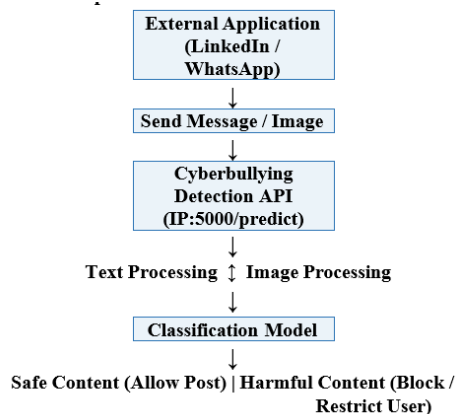 External Application
(LinkedIn /
WhatsApp)
↓
Send Message / Image
↓
Cyberbullying
Detection API
(IP:5000/predict)
↓
Text Processing ↕ Image Processing
↓
Classification Model
↓
Safe Content (Allow Post) | Harmful Content (Block /
Restrict User)